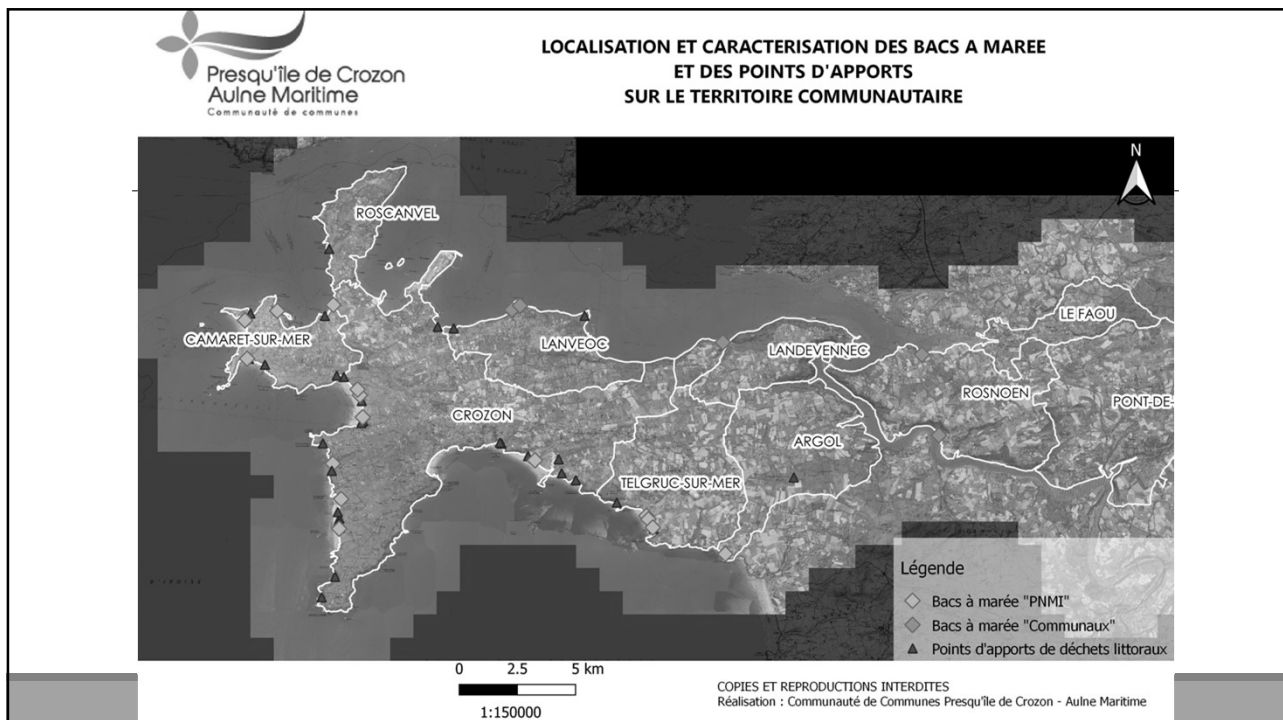 Presqu'île de Crozon
Aulne Maritime
Communauté de communes
LOCALISATION ET CARACTERISATION DES BACS A MAREE
ET DES POINTS D'APPORTS
SUR LE TERRITOIRE COMMUNAUTAIRE
N
ROSCANVEL
LE FAOU
CAMARET-SUR-MER
LANVEOC
LANDEVENNEC
ROSNOEN
PONT-DE-
CROZON
ARGOL
TELGRUC-SUR-MER
Légende
Bacs à marée "PNMI"
Bacs à marée "Communaux"
Points d'apports de déchets littoraux
0 2.5 5 km
1:150000
COPIES ET REPRODUCTIONS INTERDITES
Réalisation : Communauté de Communes Presqu'île de Crozon - Aulne Maritime